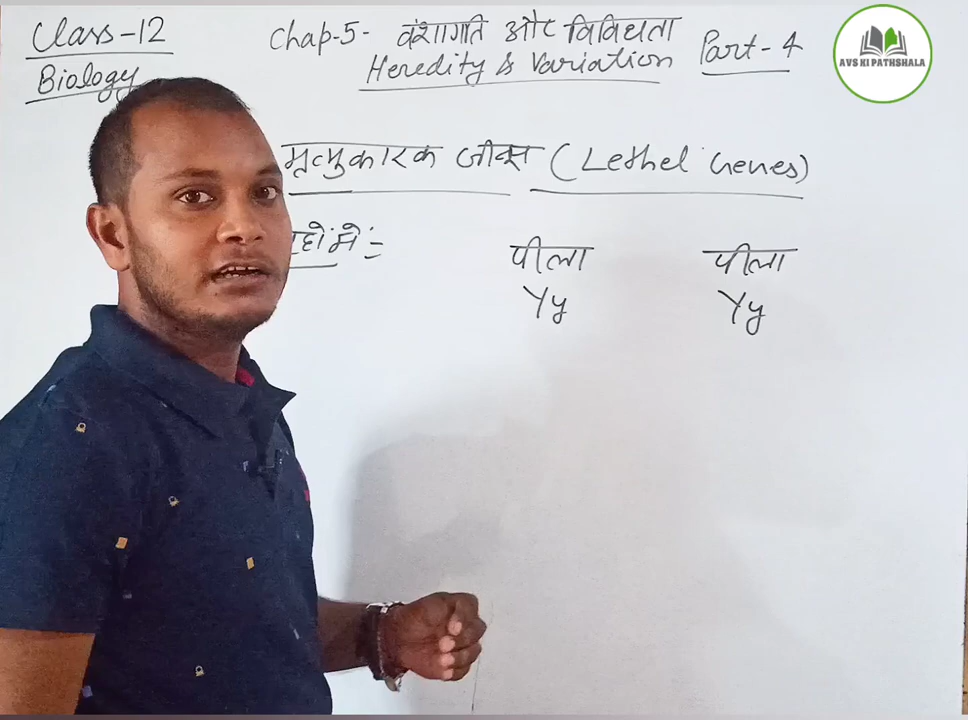 Class-12
Biology
Chap-5- वंशागति और विविधता
Heredity & Variation
Part-4
AVS KI PATHSHALA
मृत्युकारक जीन्स (Lethel Genes)
में :-
पीला पीला
Yy Yy